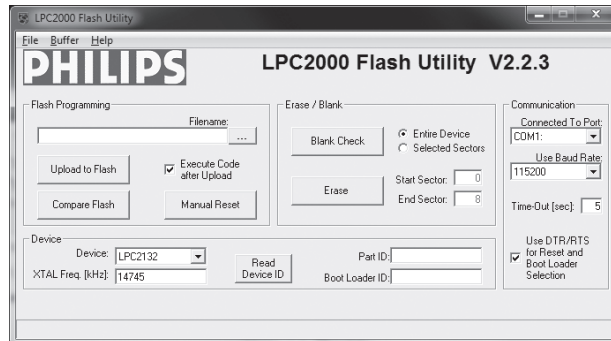 LPC2000 Flash Utility
File Buffer Help
PHILIPS
LPC2000 Flash Utility V2.2.3
Flash Programming
Filename:
...
Upload to Flash
Execute Code
after Upload
Compare Flash
Manual Reset
Erase / Blank
Blank Check
Entire Device
Selected Sectors
Erase
Start Sector: 0
End Sector: 8
Communication
Connected To Port:
COM1:
Use Baud Rate:
115200
Time-Out [sec]: 5
Use DTR/RTS
for Reset and
Boot Loader
Selection
Device
Device: LPC2132
XTAL Freq. [kHz]: 14745
Read
Device ID
Part ID:
Boot Loader ID: